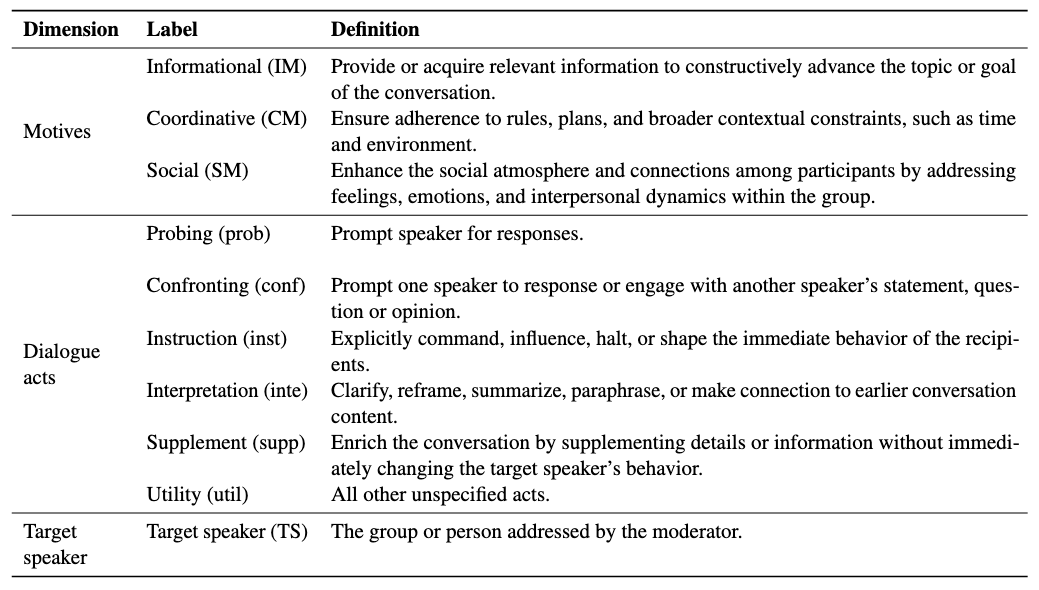 Dimension Label Definition
Informational (IM) Provide or acquire relevant information to constructively advance the topic or goal
of the conversation.
Motives
Coordinative (CM) Ensure adherence to rules, plans, and broader contextual constraints, such as time
and environment.
Social (SM) Enhance the social atmosphere and connections among participants by addressing
feelings, emotions, and interpersonal dynamics within the group.
Probing (prob) Prompt speaker for responses.
Confronting (conf) Prompt one speaker to response or engage with another speaker's statement, ques-
tion or opinion.
Dialogue
acts
Instruction (inst) Explicitly command, influence, halt, or shape the immediate behavior of the recipi-
ents.
Interpretation (inte) Clarify, reframe, summarize, paraphrase, or make connection to earlier conversation
content.
Supplement (supp) Enrich the conversation by supplementing details or information without immedi-
ately changing the target speaker's behavior.
Utility (util) All other unspecified acts.
Target
speaker
Target speaker (TS) The group or person addressed by the moderator.